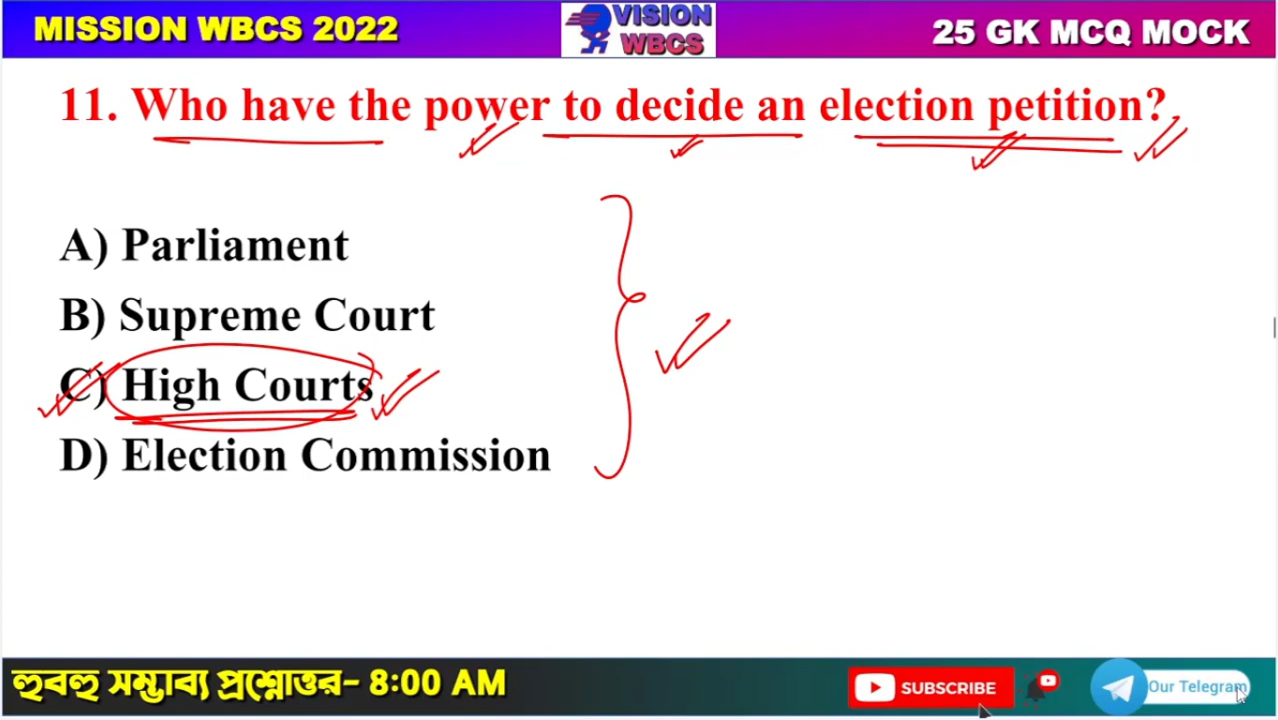 MISSION WBCS 2022
VISION
WBCS
25 GK MCQ MOCK
11. Who have the power to decide an election petition?
A) Parliament
B) Supreme Court
C) High Courts
D) Election Commission
হুবহু সম্ভাব্য প্রশ্নোত্তর- 8:00 AM
SUBSCRIBE
Our Telegram